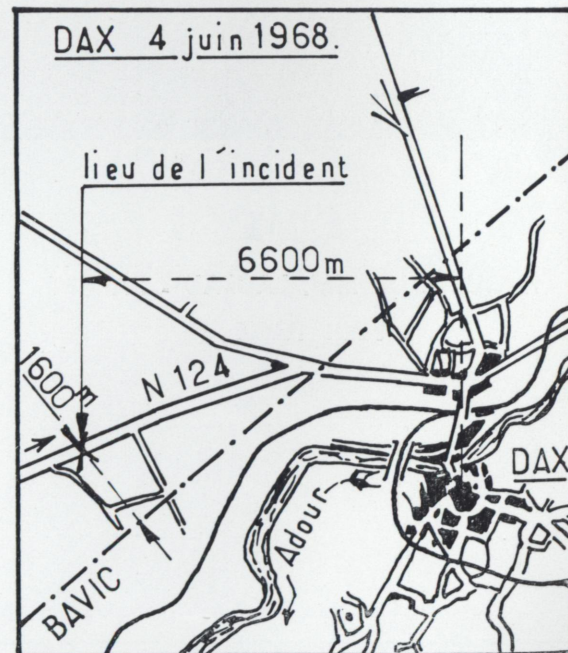 DAX 4 juin 1968.
lieu de l'incident
6600m
1600m
N 124
DAX
Adour
BAVIC